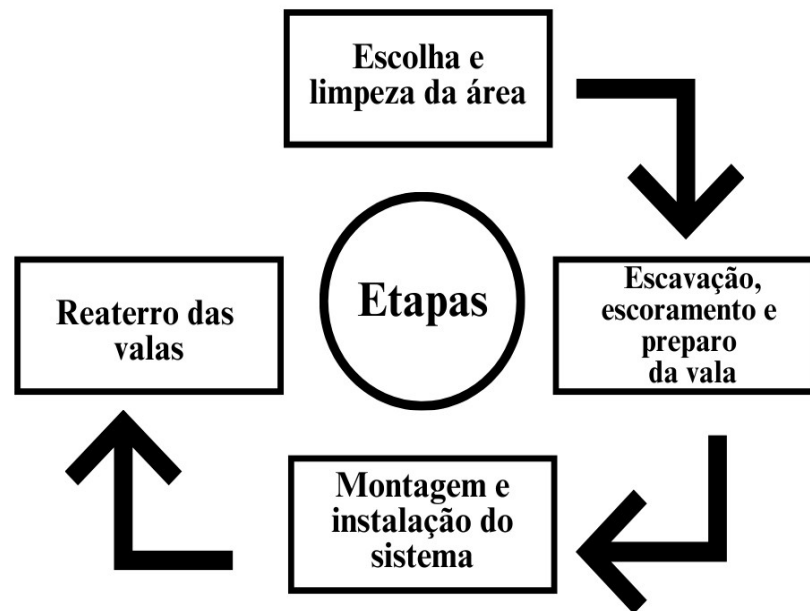 Escolha e
limpeza da área
Etapas
Escavação,
escoramento e
preparo
da vala
Montagem e
instalação do
sistema
Reaterro das
valas